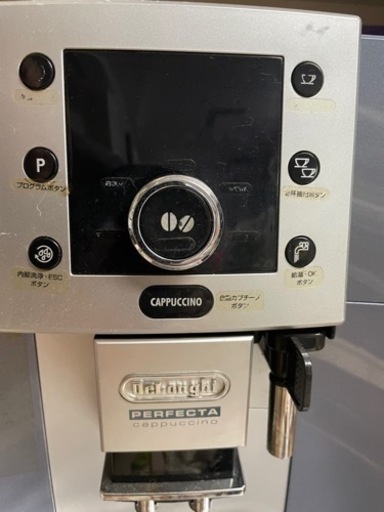 P
プログラムボタン
2杯抽出ボタン
内部洗浄・ESC
ボタン
給湯・OK
ボタン
CAPPUCCINO
カプチーノ
ボタン
DeLonghi
PERFECTA
cappuccino